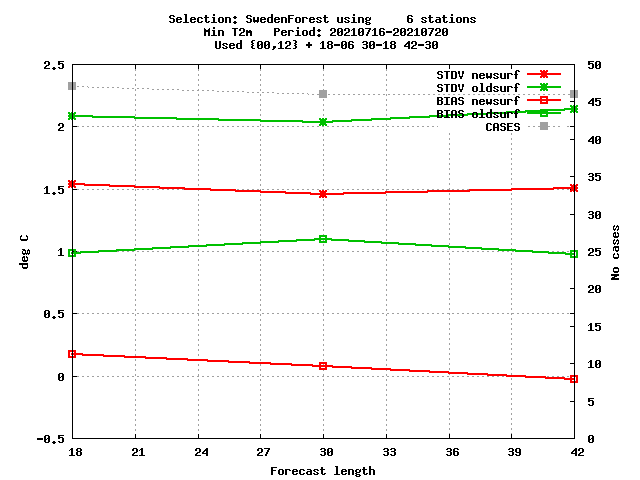 Selection: SwedenForest using     6 stations
Min T2m   Period: 20210716-20210720
Used {00,12} + 18-06 30-18 42-30
STDV newsurf
STDV oldsurf
BIAS newsurf
BIAS oldsurf
CASES
2.5
2
1.5
1
0.5
0
-0.5
deg C
50
45
40
35
30
25
20
15
10
5
0
No cases
18 21 24 27 30 33 36 39 42
Forecast length